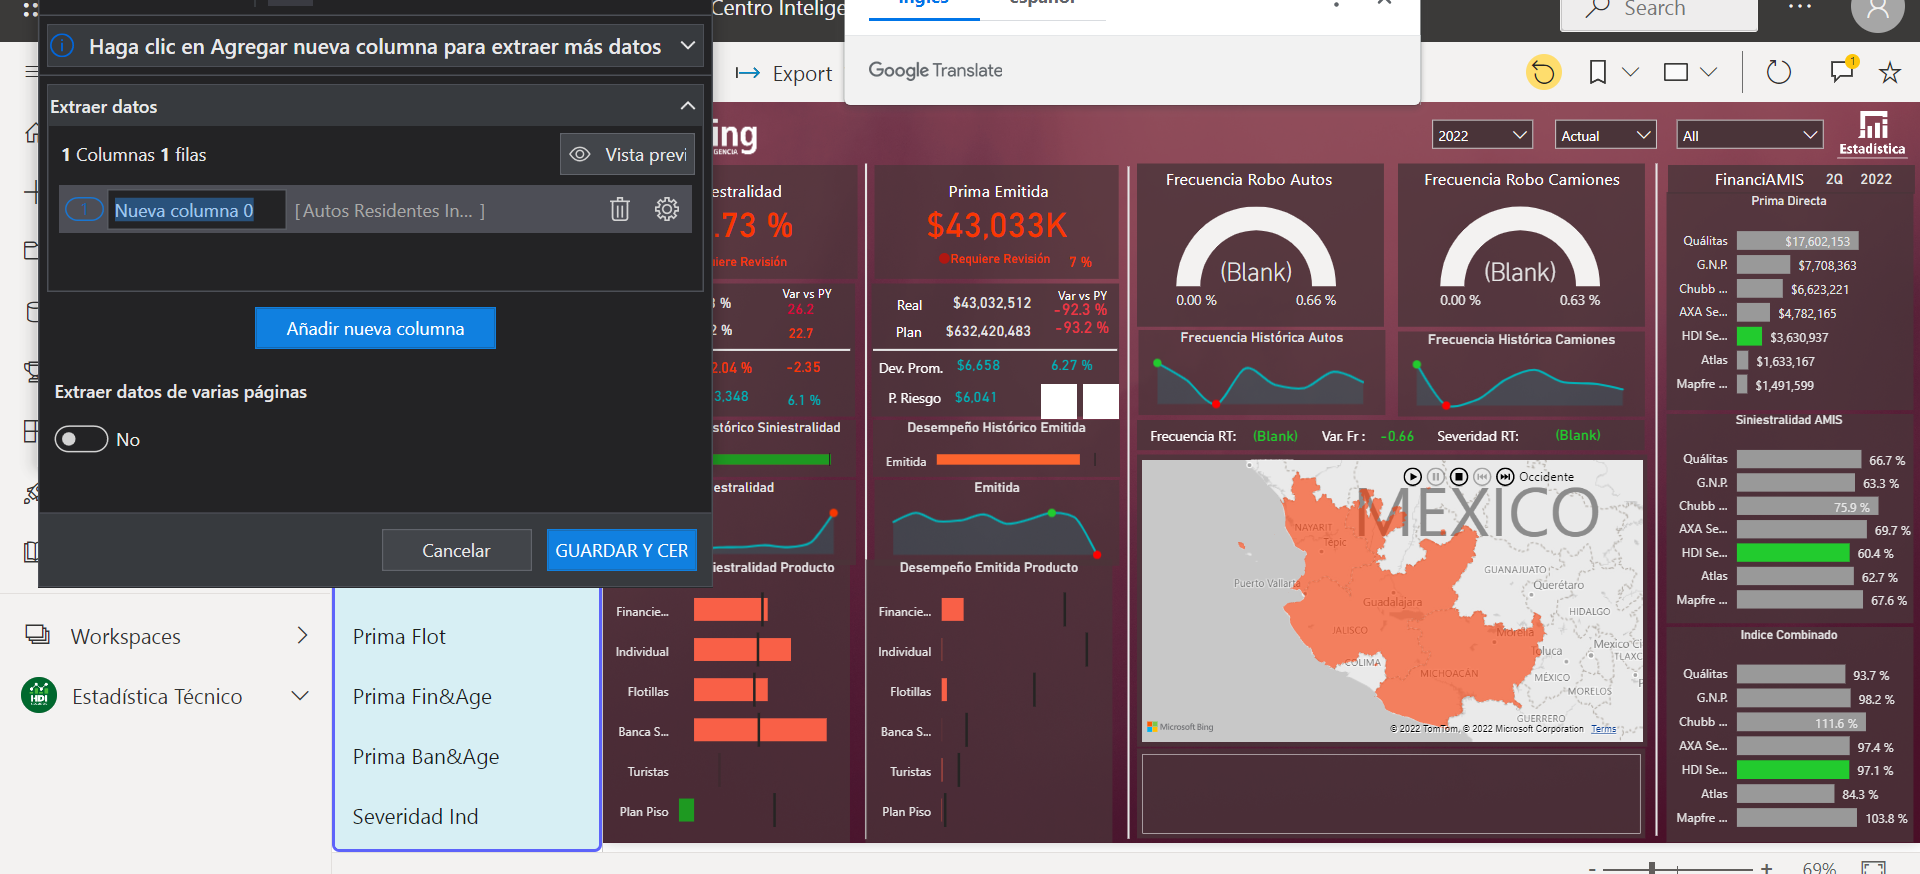 Centro Intelige
Inglés
español
Search
Haga clic en Agregar nueva columna para extraer más datos
Export
Google Translate
1
Extraer datos
1 Columnas 1 filas
Vista previ
1
Nueva columna 0
[ Autos Residentes In... ]
Añadir nueva columna
Extraer datos de varias páginas
No
Cancelar
GUARDAR Y CER
Workspaces
Estadística Técnico
HDI
Prima Flot
Prima Fin&Age
Prima Ban&Age
Severidad Ind
ing
GENCIA
2022
Actual
All
Estadística
estralidad
.73 %
uiere Revisión
Var vs PY
%
26.2
2 %
22.7
2.04 %
-2.35
3,348
6.1 %
stórico Siniestralidad
iestralidad
iestralidad Producto
Financie...
Individual
Flotillas
Banca S...
Turistas
Plan Piso
Prima Emitida
$43,033K
Requiere Revisión
7 %
Var vs PY
Real
$43,032,512
-92.3 %
Plan
$632,420,483
-93.2 %
Dev. Prom.
$6,658
6.27 %
P. Riesgo
$6,041
Desempeño Histórico Emitida
Emitida
Emitida
Desempeño Emitida Producto
Financie...
Individual
Flotillas
Banca S...
Turistas
Plan Piso
Frecuencia Robo Autos
(Blank)
0.00 %
0.66 %
Frecuencia Robo Camiones
(Blank)
0.00 %
0.63 %
Frecuencia Histórica Autos
Frecuencia Histórica Camiones
Frecuencia RT:
(Blank)
Var. Fr :
-0.66
Severidad RT:
(Blank)
Occidente
MEXICO
NAYARIT
Tepic
Puerto Vallarta
Guadalajara
JALISCO
COLIMA
MICHOACÁN
Morelia
GUANAJUATO
Querétaro
HIDALGO
Toluca
Mexico Ci
TLAXC
MÉXICO
MORELOS
GUERRERO
Microsoft Bing
© 2022 TomTom, © 2022 Microsoft Corporation
Terms
FinanciAMIS
2Q
2022
Prima Directa
Quálitas
$17,602,153
G.N.P.
$7,708,363
Chubb ...
$6,623,221
AXA Se...
$4,782,165
HDI Se...
$3,630,937
Atlas
$1,633,167
Mapfre ...
$1,491,599
Siniestralidad AMIS
Quálitas
66.7 %
G.N.P.
63.3 %
Chubb ...
75.9 %
AXA Se...
69.7 %
HDI Se...
60.4 %
Atlas
62.7 %
Mapfre ...
67.6 %
Indice Combinado
Quálitas
93.7 %
G.N.P.
98.2 %
Chubb ...
111.6 %
AXA Se...
97.4 %
HDI Se...
97.1 %
Atlas
84.3 %
Mapfre ...
103.8 %
-
+
69%